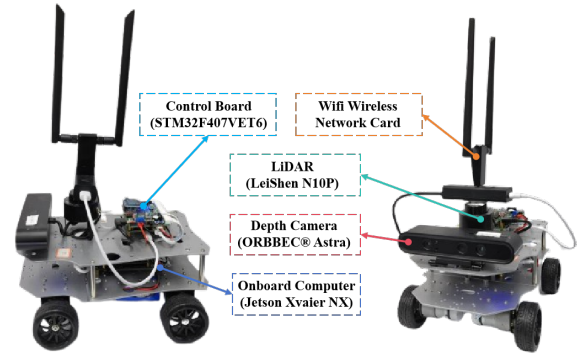 Control Board
(STM32F407VET6)
Wifi Wireless
Network Card
LiDAR
(LeiShen N10P)
Depth Camera
(ORBBEC® Astra)
Onboard Computer
(Jetson Xvaier NX)